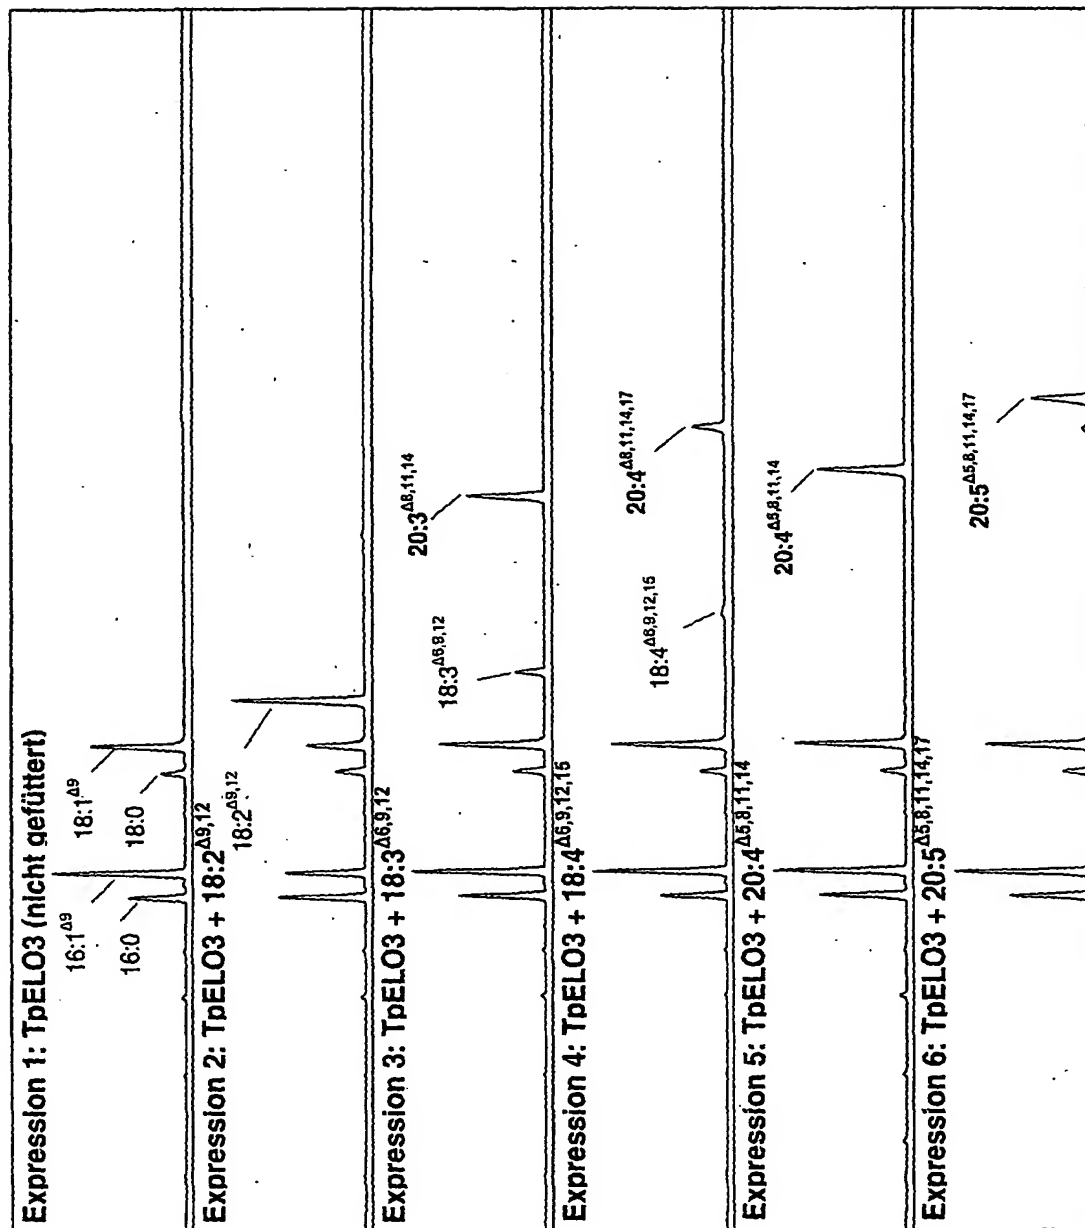 Expression 1: TpELO3 (nicht gefüttert)
16:1Δ9
16:0
18:1Δ9
18:0
Expression 2: TpELO3 + 18:2Δ9,12
18:2Δ9,12
Expression 3: TpELO3 + 18:3Δ6,9,12
18:3Δ6,9,12
20:3Δ8,11,14
Expression 4: TpELO3 + 18:4Δ6,9,12,15
18:4Δ6,9,12,15
20:4Δ8,11,14,17
Expression 5: TpELO3 + 20:4Δ5,8,11,14
20:4Δ5,8,11,14
Expression 6: TpELO3 + 20:5Δ5,8,11,14,17
20:5Δ5,8,11,14,17